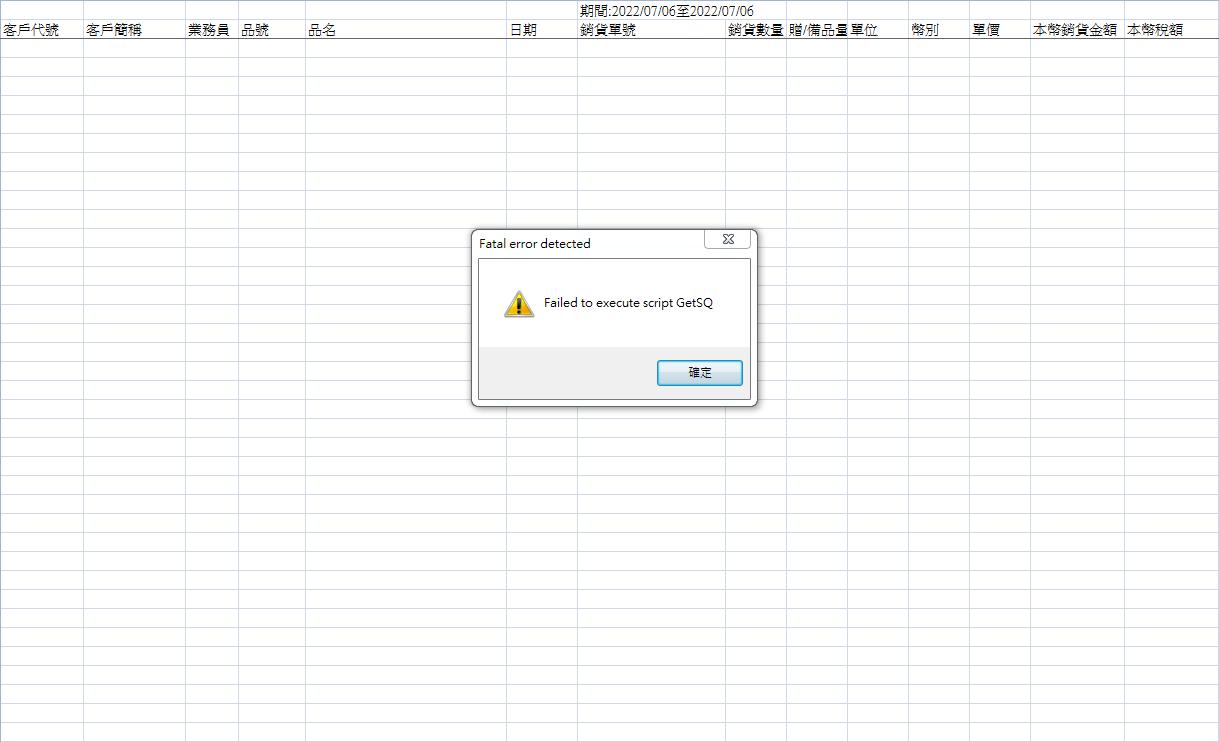 期間:2022/07/06至2022/07/06
客戶代號 客戶簡稱 業務員 品號 品名 日期 銷貨單號 銷貨數量 贈/備品量 單位 幣別 單價 本幣銷貨金額 本幣稅額
Fatal error detected
Failed to execute script GetSQ
確定